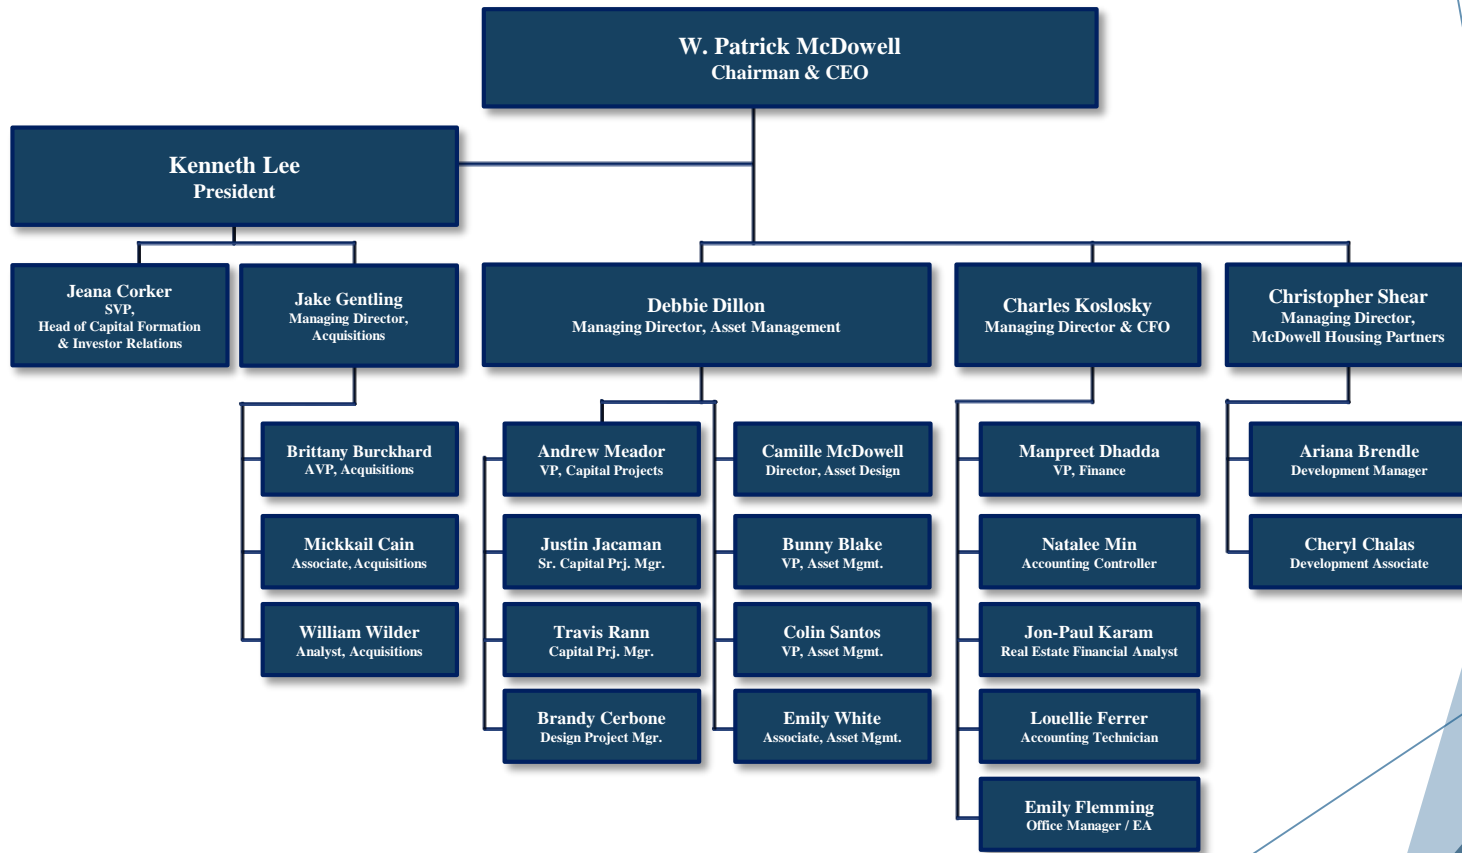 W. Patrick McDowell
Chairman & CEO
Kenneth Lee
President
Jeana Corker
SVP,
Head of Capital Formation
& Investor Relations
Jake Gentling
Managing Director,
Acquisitions
Debbie Dillon
Managing Director, Asset Management
Charles Koslosky
Managing Director & CFO
Christopher Shear
Managing Director,
McDowell Housing Partners
Brittany Burckhard
AVP, Acquisitions
Mickkail Cain
Associate, Acquisitions
William Wilder
Analyst, Acquisitions
Andrew Meador
VP, Capital Projects
Justin Jacaman
Sr. Capital Prj. Mgr.
Travis Rann
Capital Prj. Mgr.
Brandy Cerbone
Design Project Mgr.
Camille McDowell
Director, Asset Design
Bunny Blake
VP, Asset Mgmt.
Colin Santos
VP, Asset Mgmt.
Emily White
Associate, Asset Mgmt.
Manpreet Dhadda
VP, Finance
Natalee Min
Accounting Controller
Jon-Paul Karam
Real Estate Financial Analyst
Louellie Ferrer
Accounting Technician
Emily Flemming
Office Manager / EA
Ariana Brendle
Development Manager
Cheryl Chalas
Development Associate